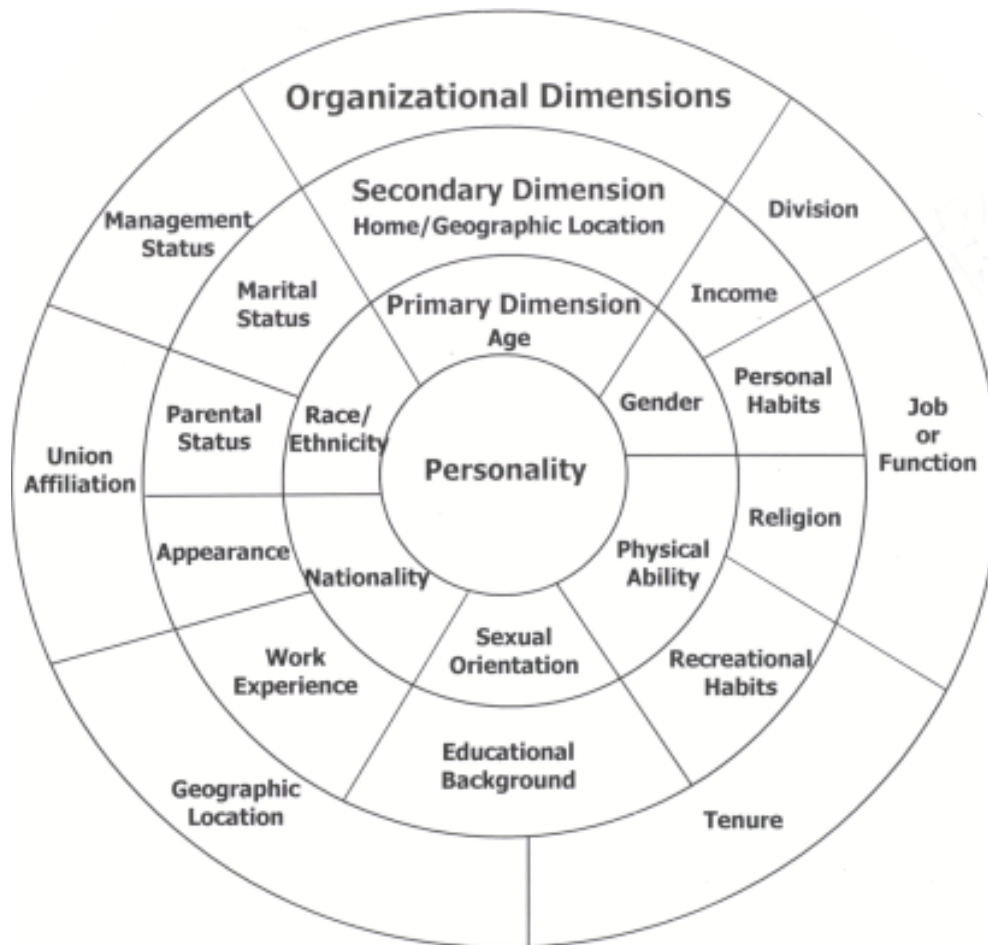 Organizational Dimensions
Secondary Dimension
Home/Geographic Location
Primary Dimension
Age
Management
Status
Division
Marital
Status
Income
Gender
Personal
Habits
Race/
Ethnicity
Parental
Status
Job
or
Function
Union
Affiliation
Personality
Religion
Appearance
Nationality
Physical
Ability
Sexual
Orientation
Work
Experience
Recreational
Habits
Educational
Background
Geographic
Location
Tenure